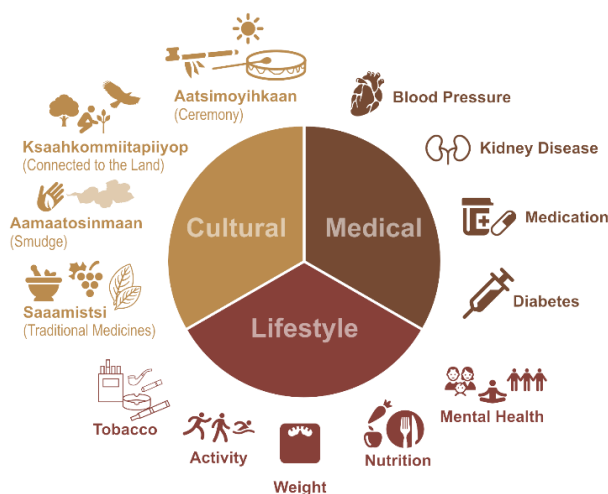 Aatsimoyihkaan
(Ceremony)
Ksaahkommiitapiiyop
(Connected to the Land)
Aamaatosinmaan
(Smudge)
Saaamistsi
(Traditional Medicines)
Cultural
Medical
Lifestyle
Blood Pressure
Kidney Disease
Medication
Diabetes
Mental Health
Nutrition
Weight
Activity
Tobacco